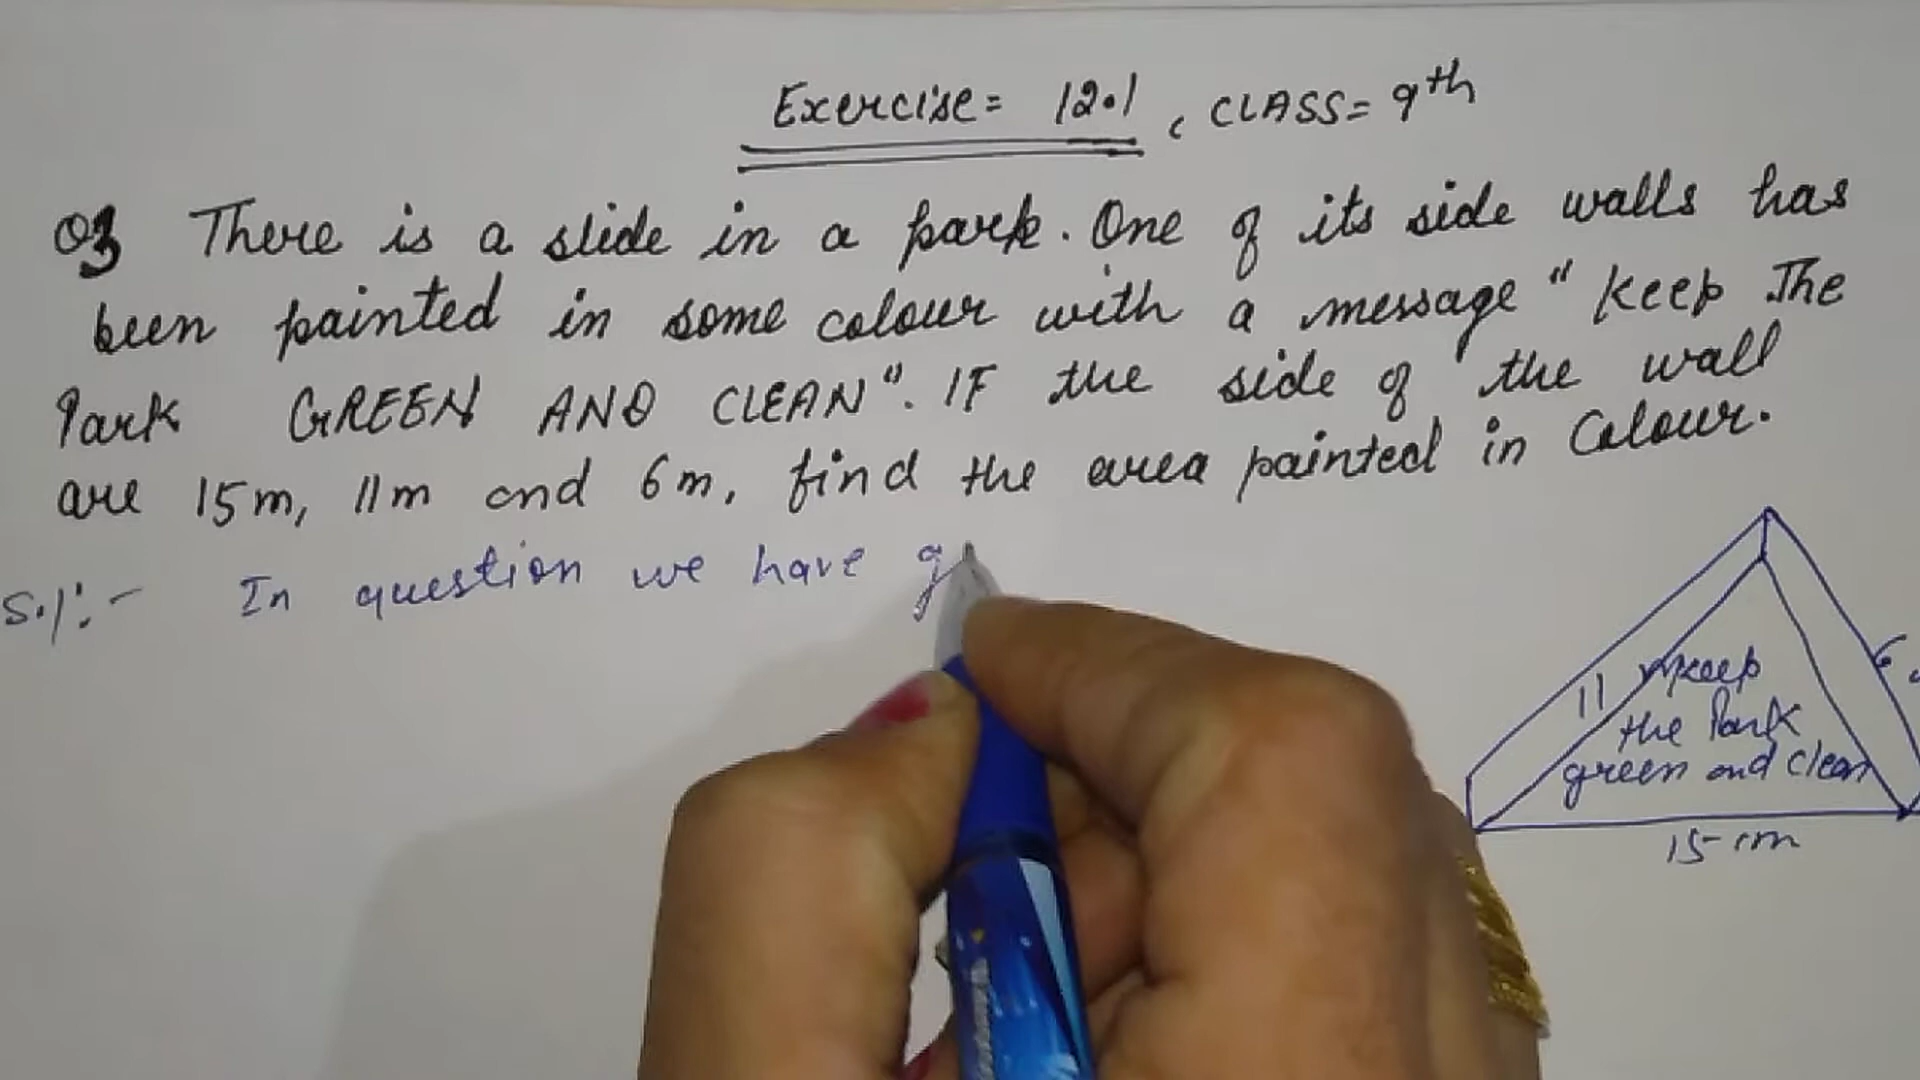 Exercise = 12.1, CLASS = 9th
Q3 There is a slide in a park. One of its side walls has
been painted in some colour with a message "Keep The
Park GREEN AND CLEAN". IF the side of the wall
are 15m, 11m and 6m, find the area painted in Colour.
Sol:- In question we have g
11 m
6
keep
the Park
green and clean
15 m